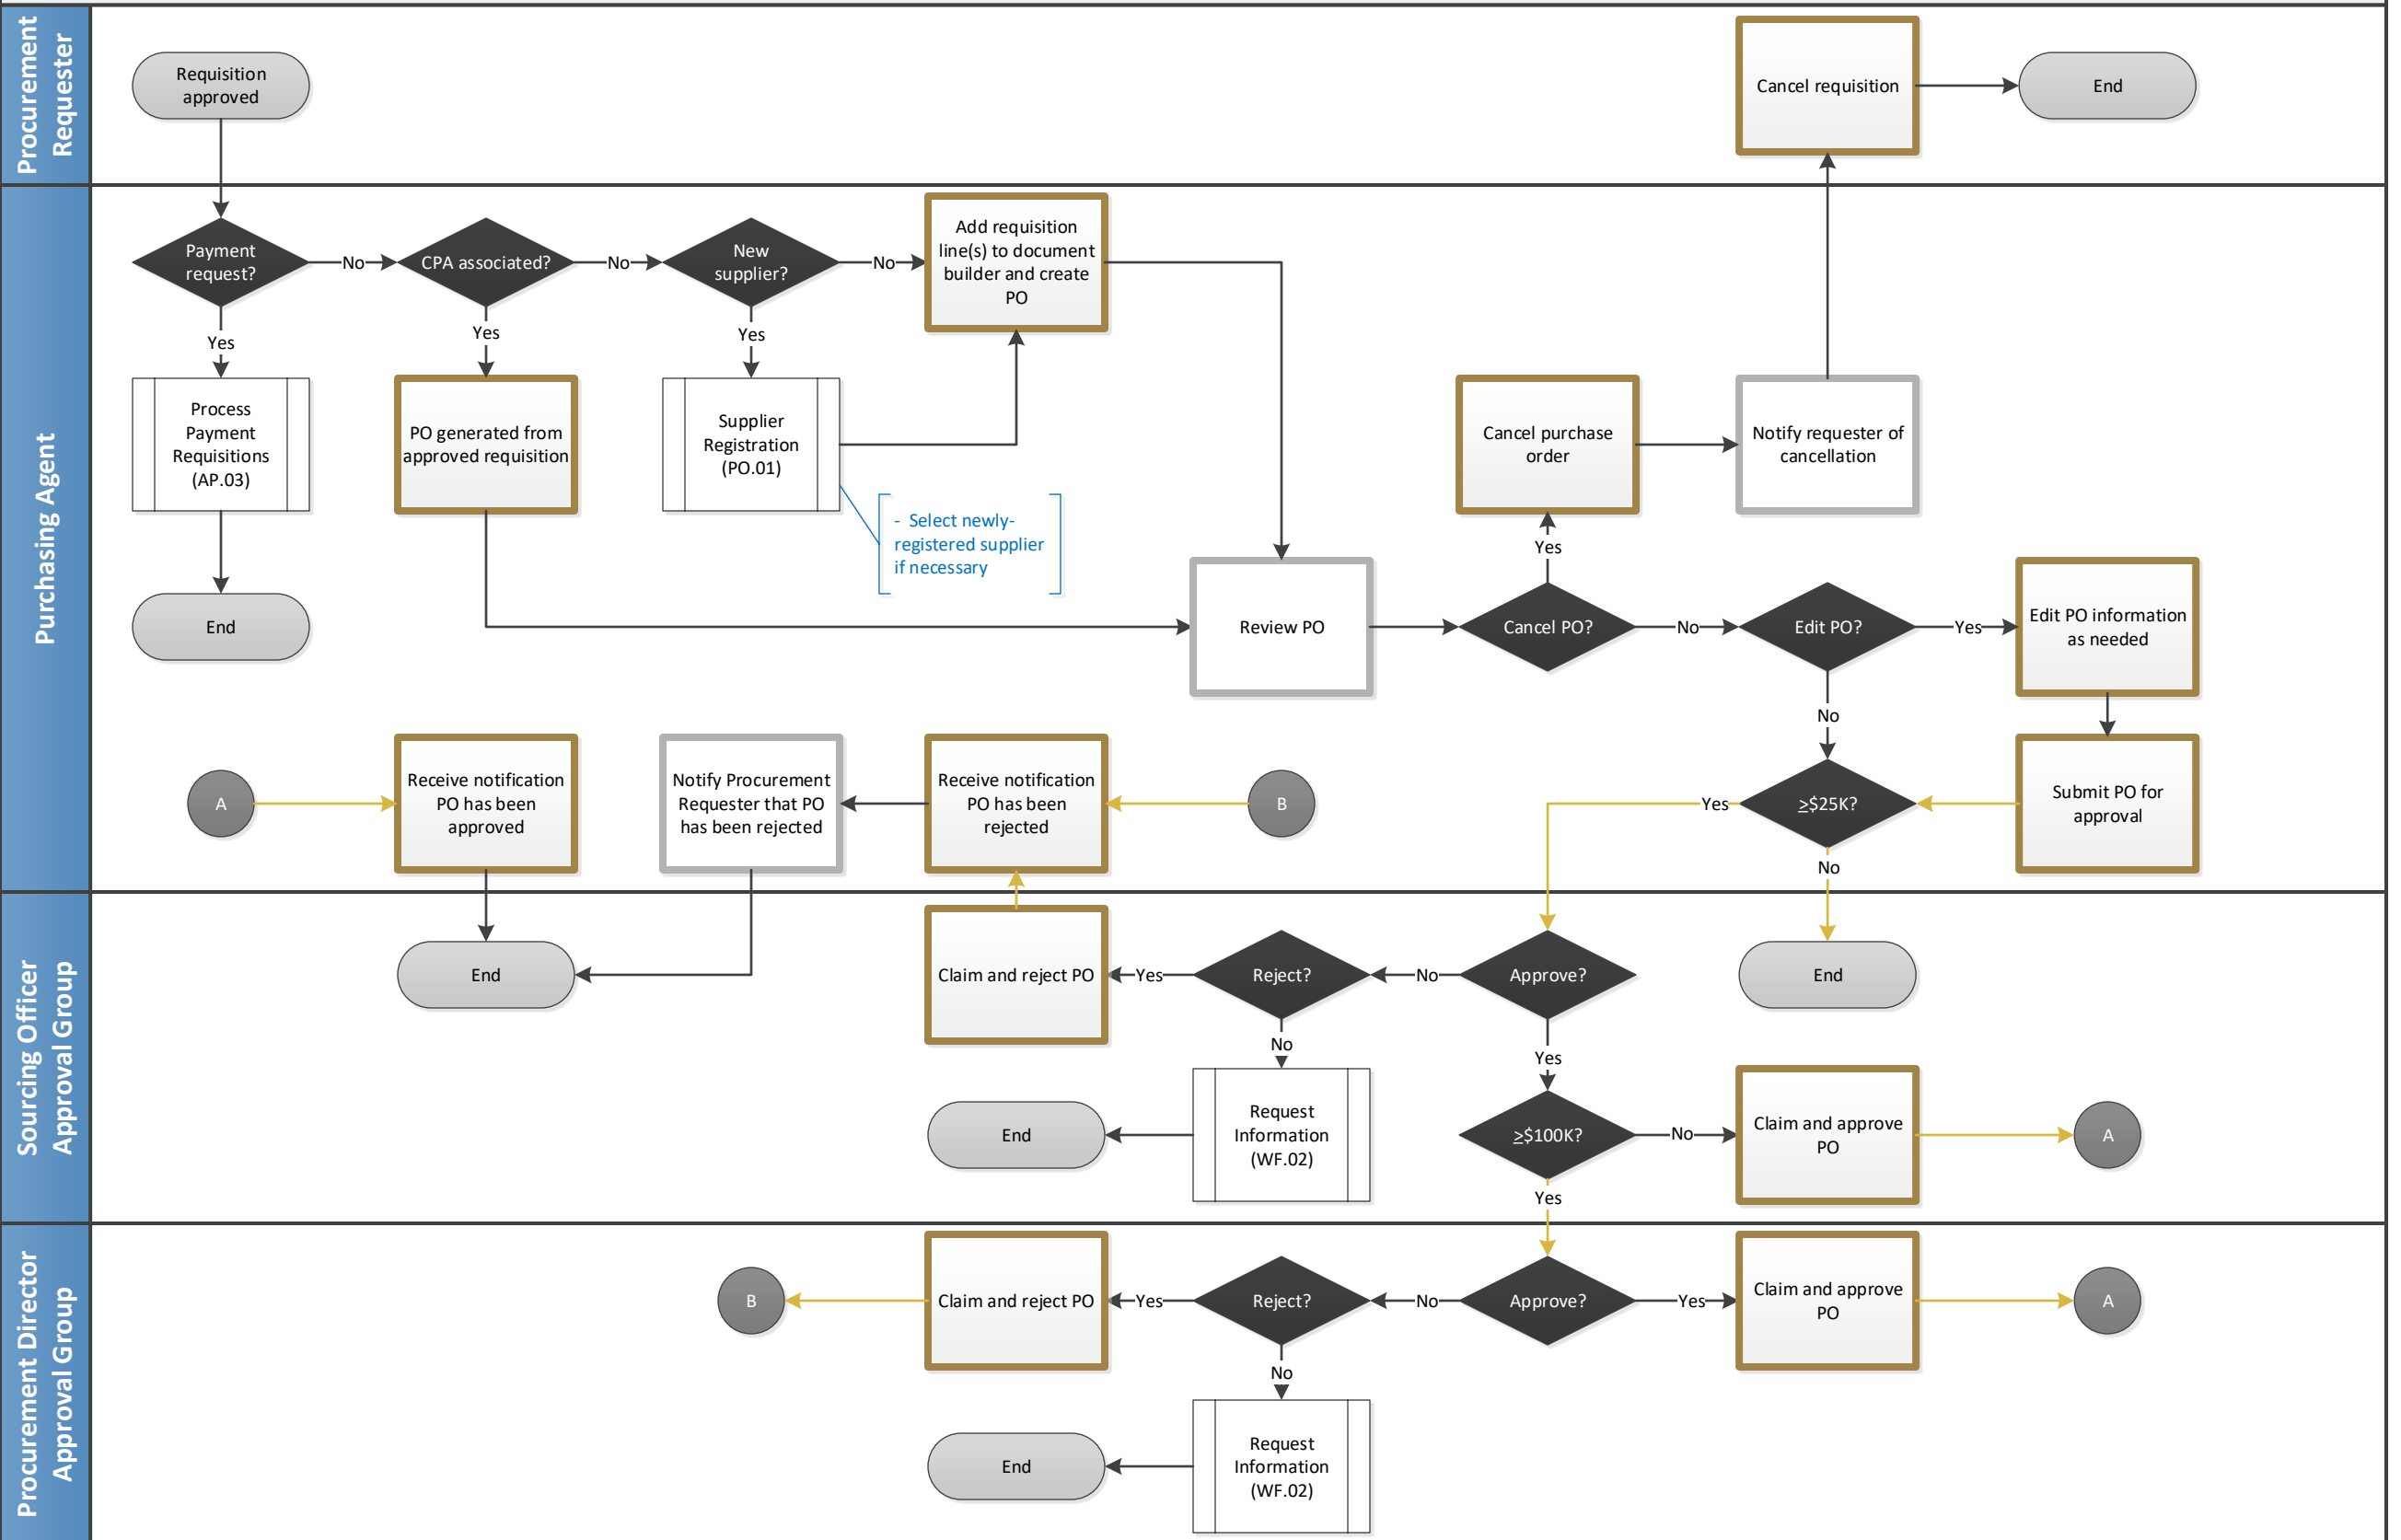 Procurement
Requester
Requisition
approved
Cancel requisition
End
Purchasing Agent
Payment
request?
No
CPA associated?
No
New
supplier?
No
Add requisition
line(s) to document
builder and create
PO
Yes
Yes
Yes
Process
Payment
Requisitions
(AP.03)
PO generated from
approved requisition
Supplier
Registration
(PO.01)
- Select newly-
registered supplier
if necessary
Cancel purchase
order
Notify requester of
cancellation
Yes
End
Review PO
Cancel PO?
No
Edit PO?
Yes
Edit PO information
as needed
No
A
Receive notification
PO has been
approved
Notify Procurement
Requester that PO
has been rejected
Receive notification
PO has been
rejected
B
Yes
≥$25K?
Submit PO for
approval
No
Sourcing Officer
Approval Group
End
Claim and reject PO
Yes
Reject?
No
Approve?
End
No
Yes
End
Request
Information
(WF.02)
≥$100K?
No
Claim and approve
PO
A
Yes
Procurement Director
Approval Group
B
Claim and reject PO
Yes
Reject?
No
Approve?
Yes
Claim and approve
PO
A
No
End
Request
Information
(WF.02)